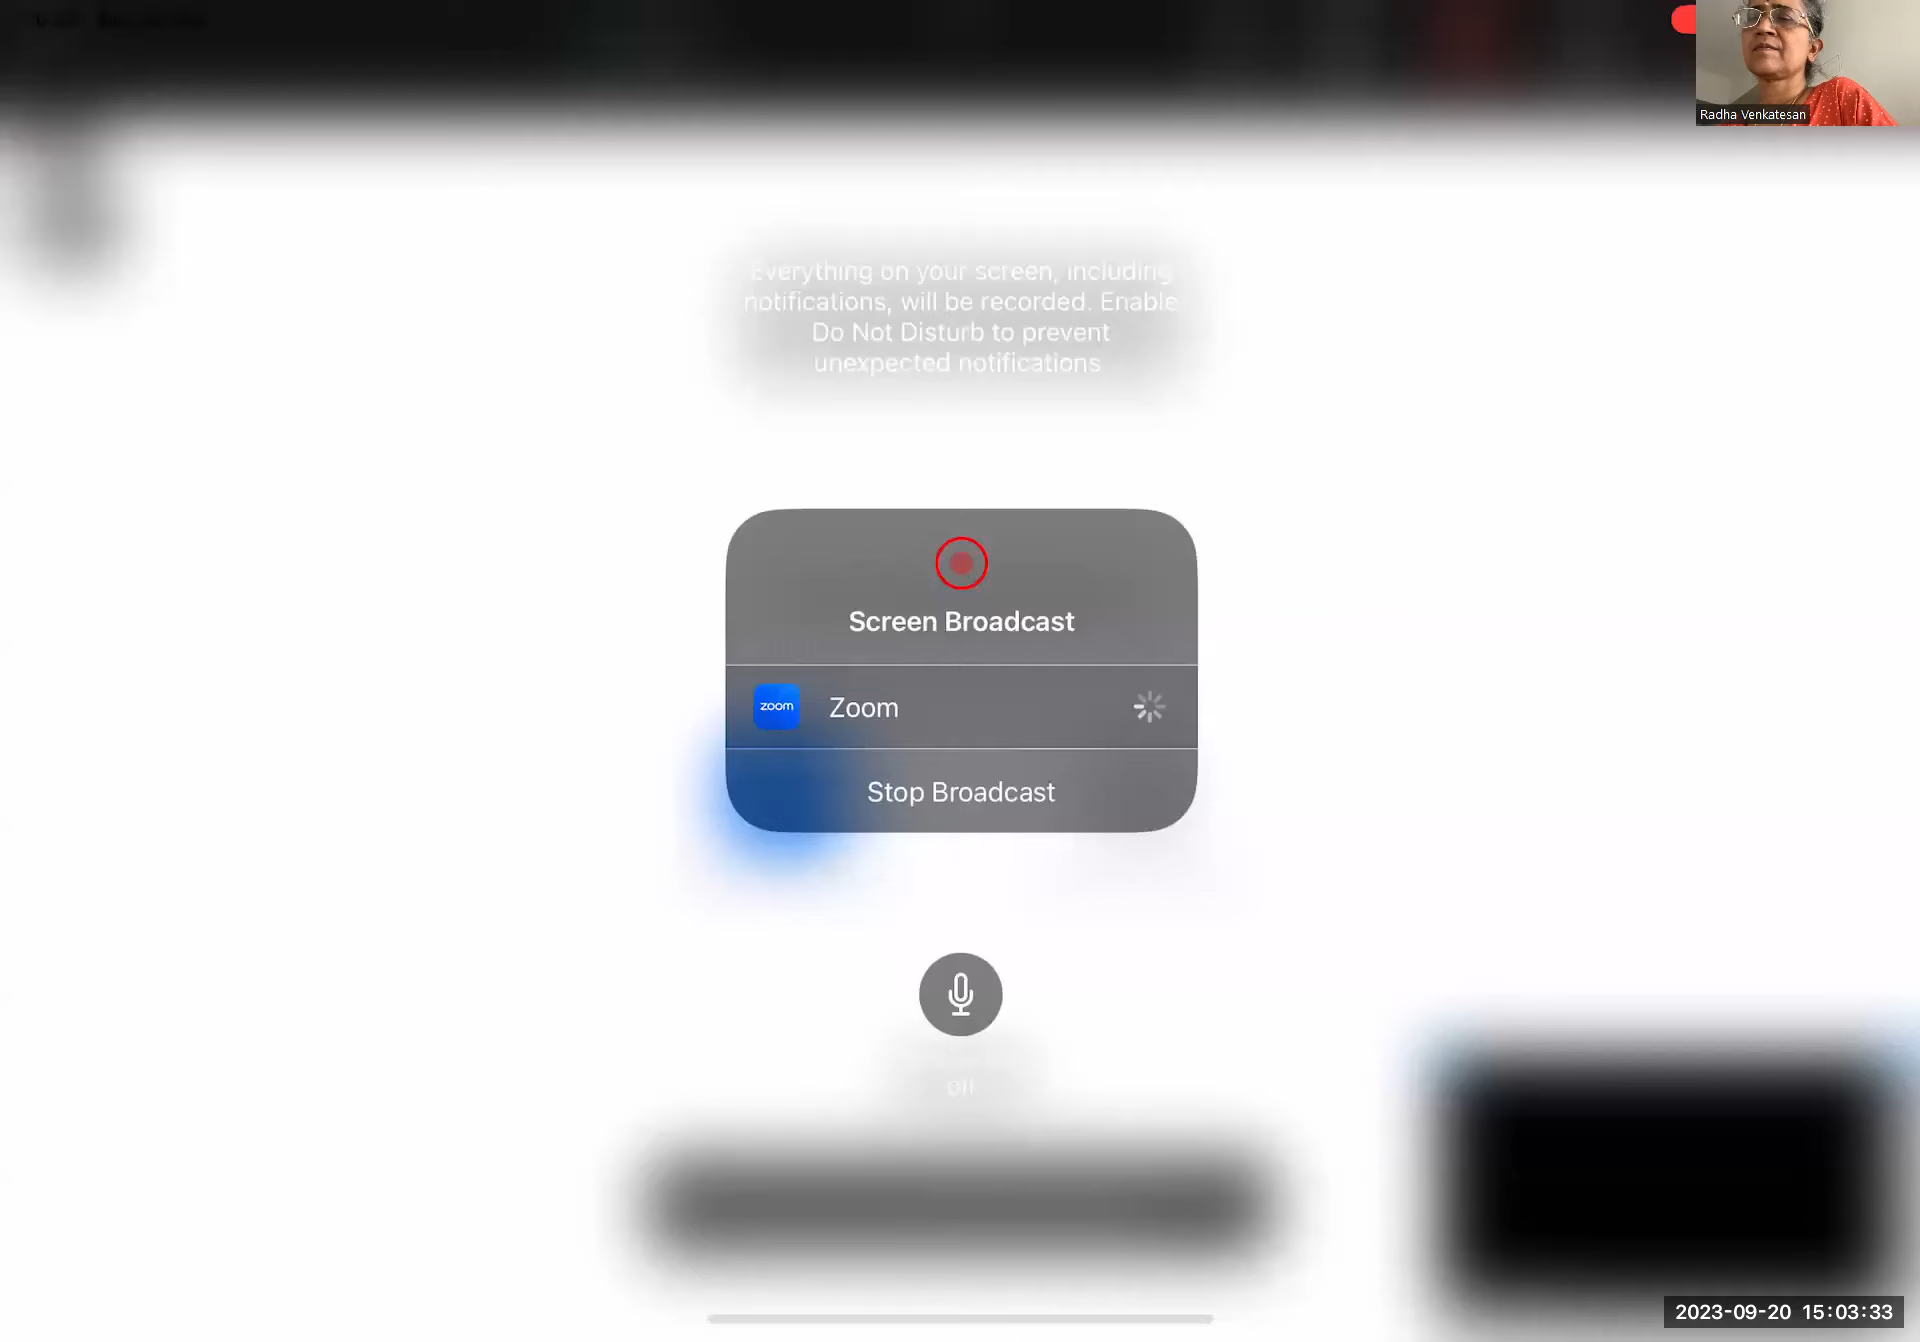 Radha Venkatesan
Everything on your screen, including
notifications, will be recorded. Enable
Do Not Disturb to prevent
unexpected notifications
Screen Broadcast
zoom
Zoom
Stop Broadcast
2023-09-20 15:03:33